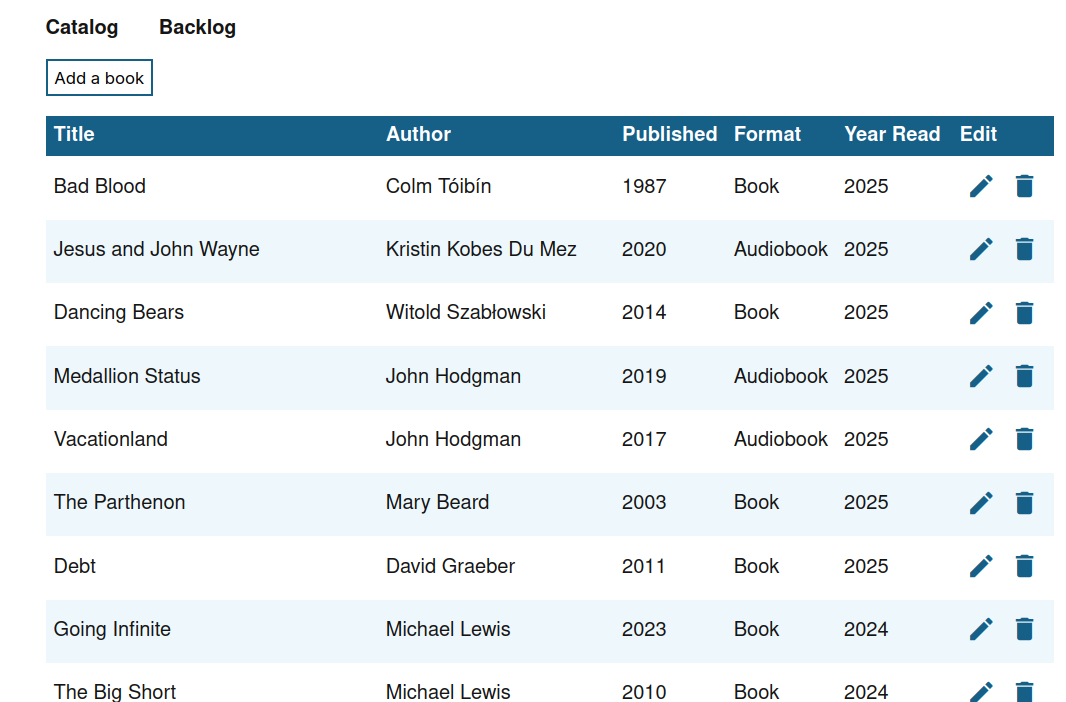 Catalog Backlog
Add a book
Title Author Published Format Year Read Edit
Bad Blood Colm Tóibín 1987 Book 2025
Jesus and John Wayne Kristin Kobes Du Mez 2020 Audiobook 2025
Dancing Bears Witold Szabłowski 2014 Book 2025
Medallion Status John Hodgman 2019 Audiobook 2025
Vacationland John Hodgman 2017 Audiobook 2025
The Parthenon Mary Beard 2003 Book 2025
Debt David Graeber 2011 Book 2025
Going Infinite Michael Lewis 2023 Book 2024
The Big Short Michael Lewis 2010 Book 2024